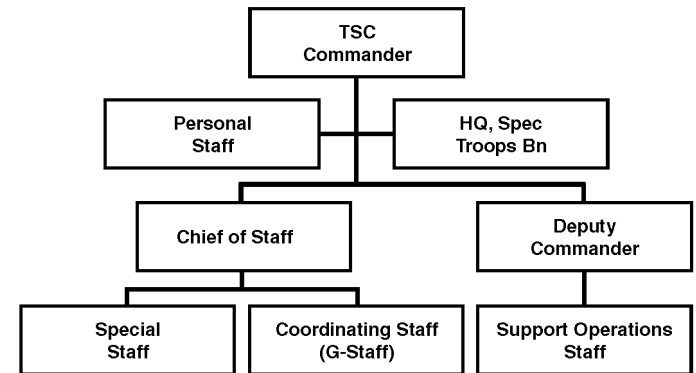 TSC
Commander
Personal
Staff
HQ, Spec
Troops Bn
Chief of Staff
Deputy
Commander
Special
Staff
Coordinating Staff
(G-Staff)
Support Operations
Staff